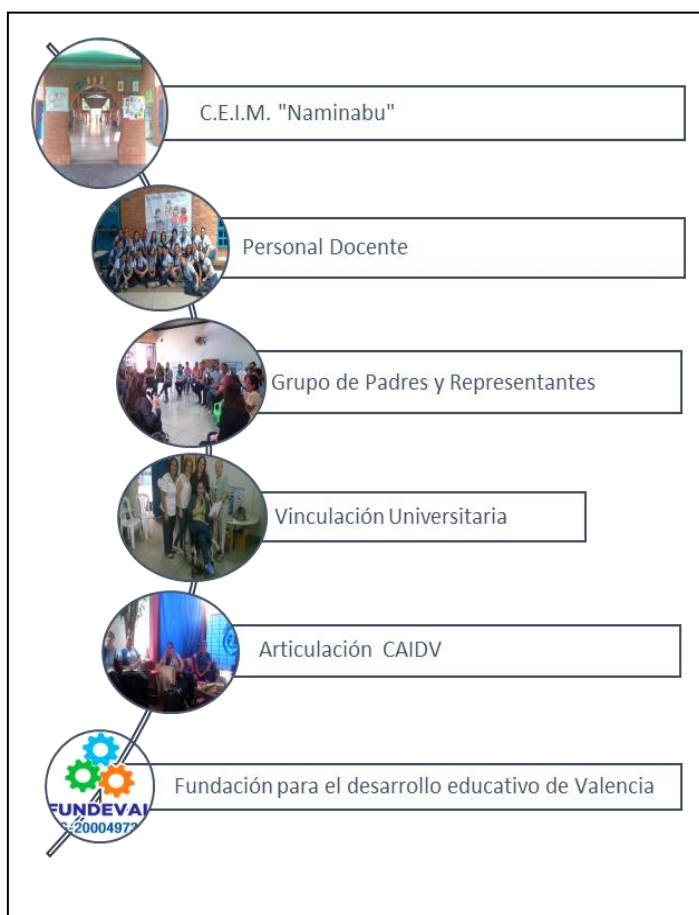 C.E.I.M. "Naminabu"
Personal Docente
Grupo de Padres y Representantes
Vinculación Universitaria
Articulación CAIDV
FUNDEVAL
Fundación para el desarrollo educativo de Valencia